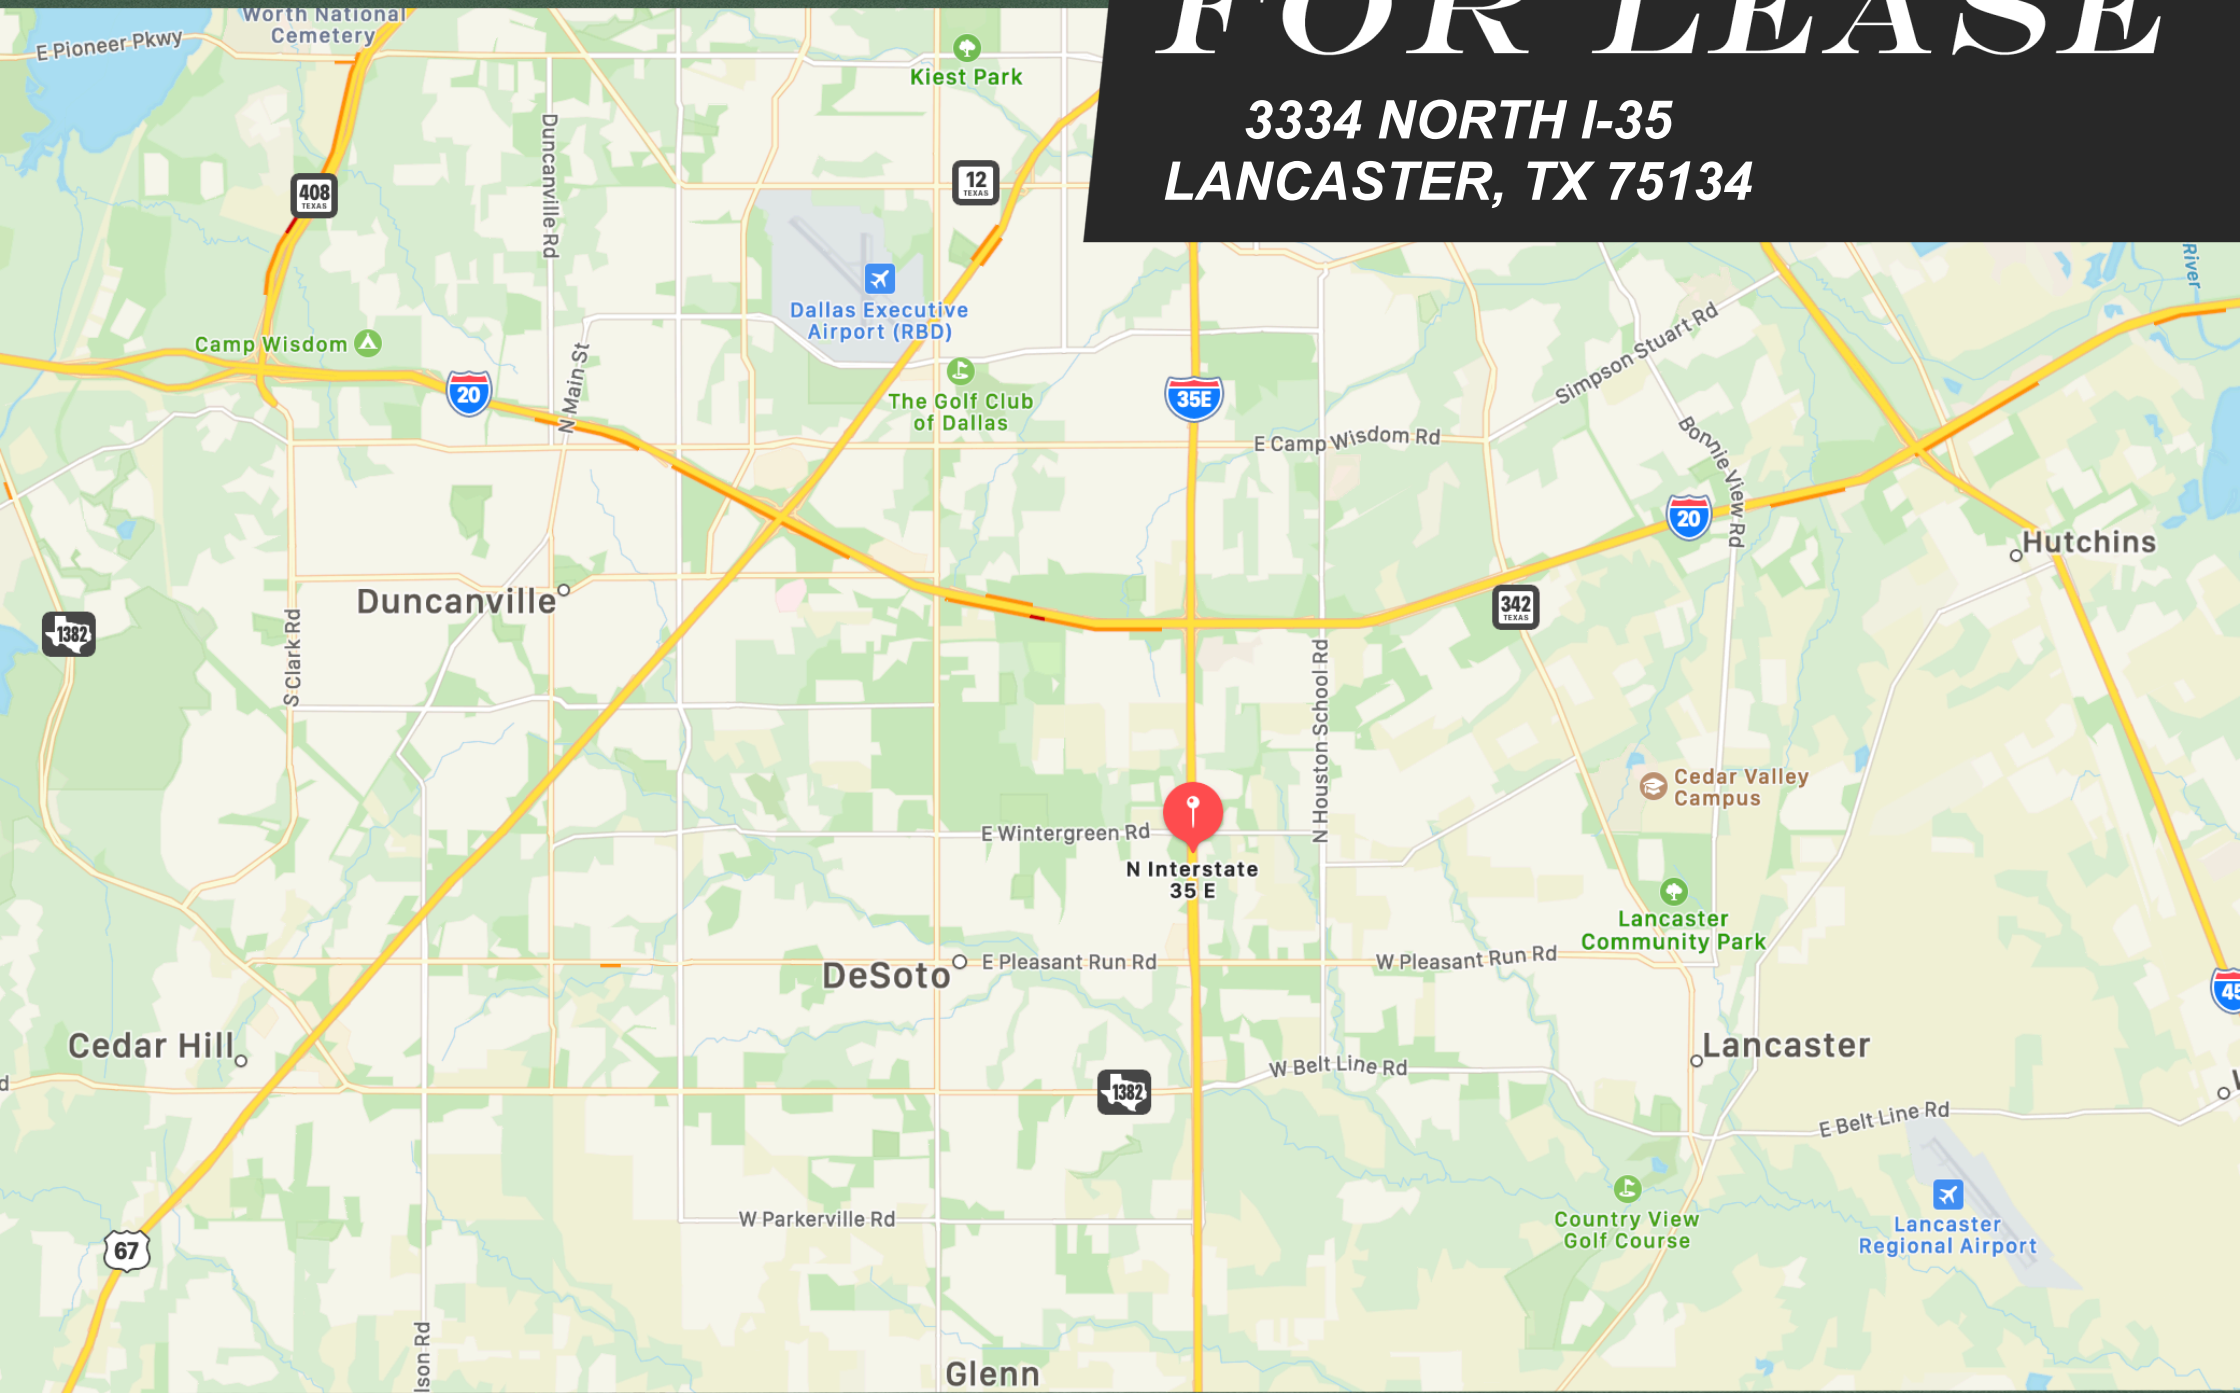 FOR LEASE
3334 NORTH I-35
LANCASTER, TX 75134
Worth National
Cemetery
E Pioneer Pkwy
Kiest Park
408
TEXAS
Duncanville Rd
12
TEXAS
Dallas Executive
Airport (RBD)
River
Camp Wisdom
20
N Main St
The Golf Club
of Dallas
35E
Simpson Stuart Rd
E Camp Wisdom Rd
Bonnie View Rd
20
Hutchins
Duncanville
342
TEXAS
1382
S Clark Rd
N Houston School Rd
Cedar Valley
Campus
E Wintergreen Rd
N Interstate
35 E
Lancaster
Community Park
DeSoto
E Pleasant Run Rd
W Pleasant Run Rd
45
Cedar Hill
Lancaster
d
W Belt Line Rd
1382
E Belt Line Rd
W Parkerville Rd
Country View
Golf Course
Lancaster
Regional Airport
67
lson Rd
Glenn